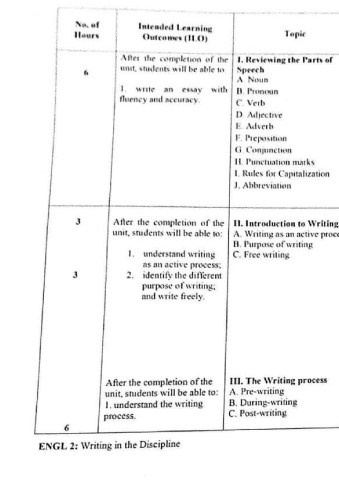 No. of
Hours
Intended Learning
Outcomes (ILO)
Topic
6
After the completion of the
unit, students will be able to
1. write an essay with
fluency and accuracy.
I. Reviewing the Parts of
Speech
A. Noun
B. Pronoun
C. Verb
D. Adjective
E. Adverb
F. Preposition
G. Conjunction
H. Punctuation marks
I. Rules for Capitalization
J. Abbreviation
3
3
After the completion of the
unit, students will be able to:
1. understand writing
as an active process;
2. identify the different
purpose of writing;
and write freely.
II. Introduction to Writing
A. Writing as an active proce
B. Purpose of writing
C. Free writing
6
After the completion of the
unit, students will be able to:
1. understand the writing
process.
III. The Writing process
A. Pre-writing
B. During-writing
C. Post-writing
ENGL 2: Writing in the Discipline